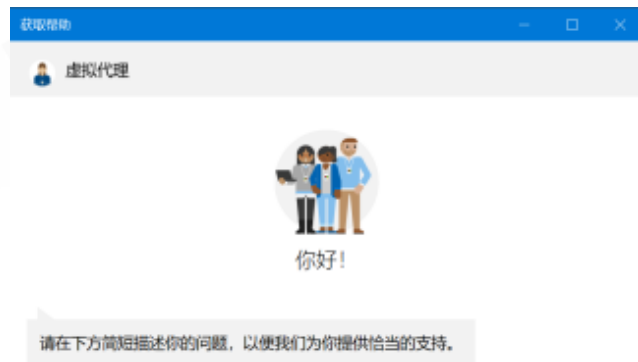 获取帮助
虚拟代理
你好!
请在下方简短描述你的问题，以便我们为你提供恰当的支持。